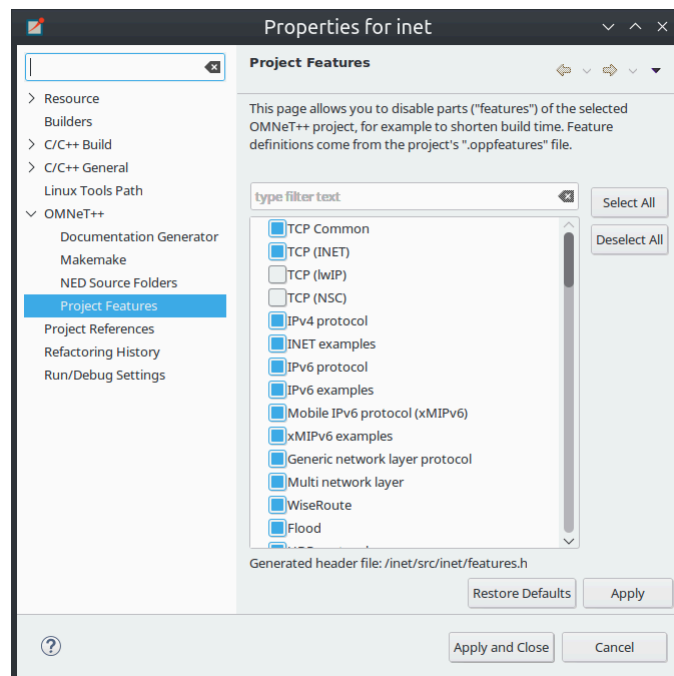 Properties for inet
Project Features
Resource
Builders
C/C++ Build
C/C++ General
Linux Tools Path
OMNeT++
Documentation Generator
Makemake
NED Source Folders
Project Features
Project References
Refactoring History
Run/Debug Settings
This page allows you to disable parts ("features") of the selected
OMNeT++ project, for example to shorten build time. Feature
definitions come from the project's ".oppfeatures" file.
type filter text
Select All
Deselect All
TCP Common
TCP (INET)
TCP (lwIP)
TCP (NSC)
IPv4 protocol
INET examples
IPv6 protocol
IPv6 examples
Mobile IPv6 protocol (xMIPv6)
xMIPv6 examples
Generic network layer protocol
Multi network layer
WiseRoute
Flood
Generated header file: /inet/src/inet/features.h
Restore Defaults
Apply
?
Apply and Close
Cancel